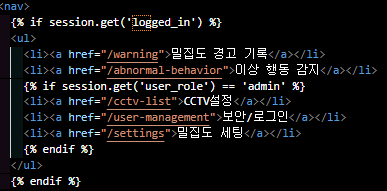 <nav>
{% if session.get('logged_in') %}
<ul>
<li><a href="/warning">밀집도 경고 기록</a></li>
<li><a href="/abnormal-behavior">이상 행동 감지</a></li>
{% if session.get('user_role') == 'admin' %}
<li><a href="/cctv-list">CCTV설정</a></li>
<li><a href="/user-management">보안/로그인</a></li>
<li><a href="/settings">밀집도 세팅</a></li>
{% endif %}
</ul>
{% endif %}